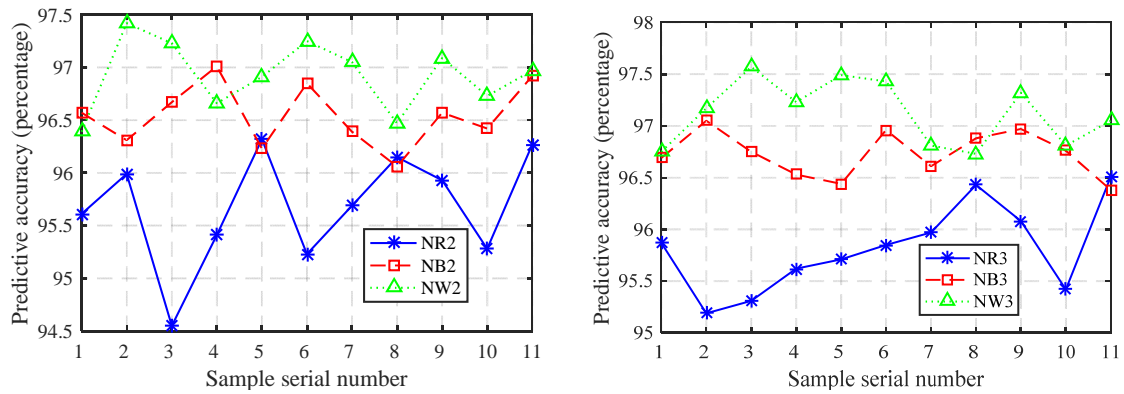 Predictive accuracy (percentage)
97.5
97
96.5
96
95.5
95
94.5
1 2 3 4 5 6 7 8 9 10 11
Sample serial number
NR2
NB2
NW2
Predictive accuracy (percentage)
98
97.5
97
96.5
96
95.5
95
1 2 3 4 5 6 7 8 9 10 11
Sample serial number
NR3
NB3
NW3